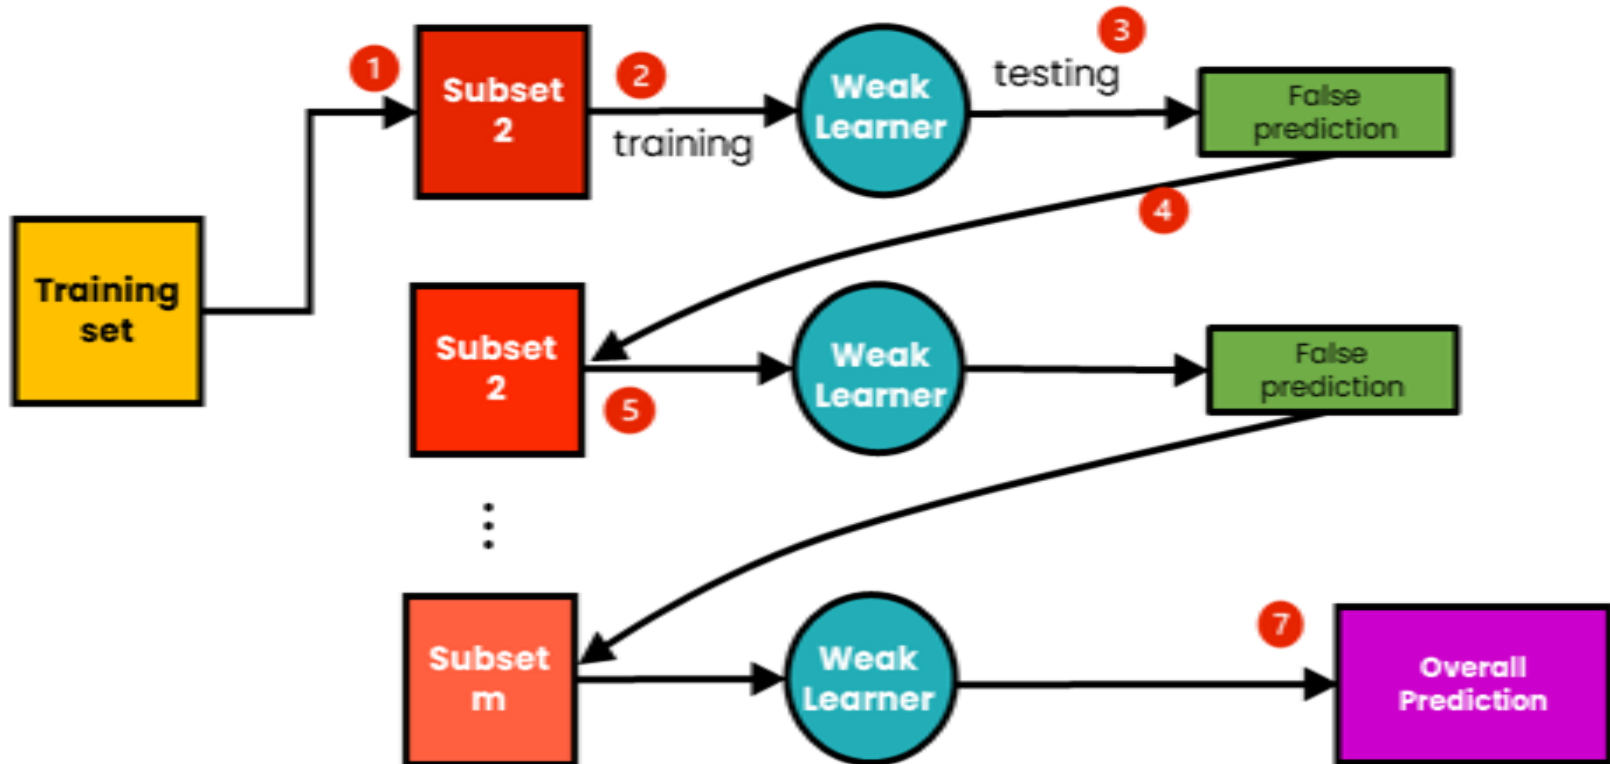 1
Subset
2
2
training
Weak
Learner
3
testing
False
prediction
4
Training
set
Subset
2
5
Weak
Learner
False
prediction
Subset
m
Weak
Learner
7
Overall
Prediction